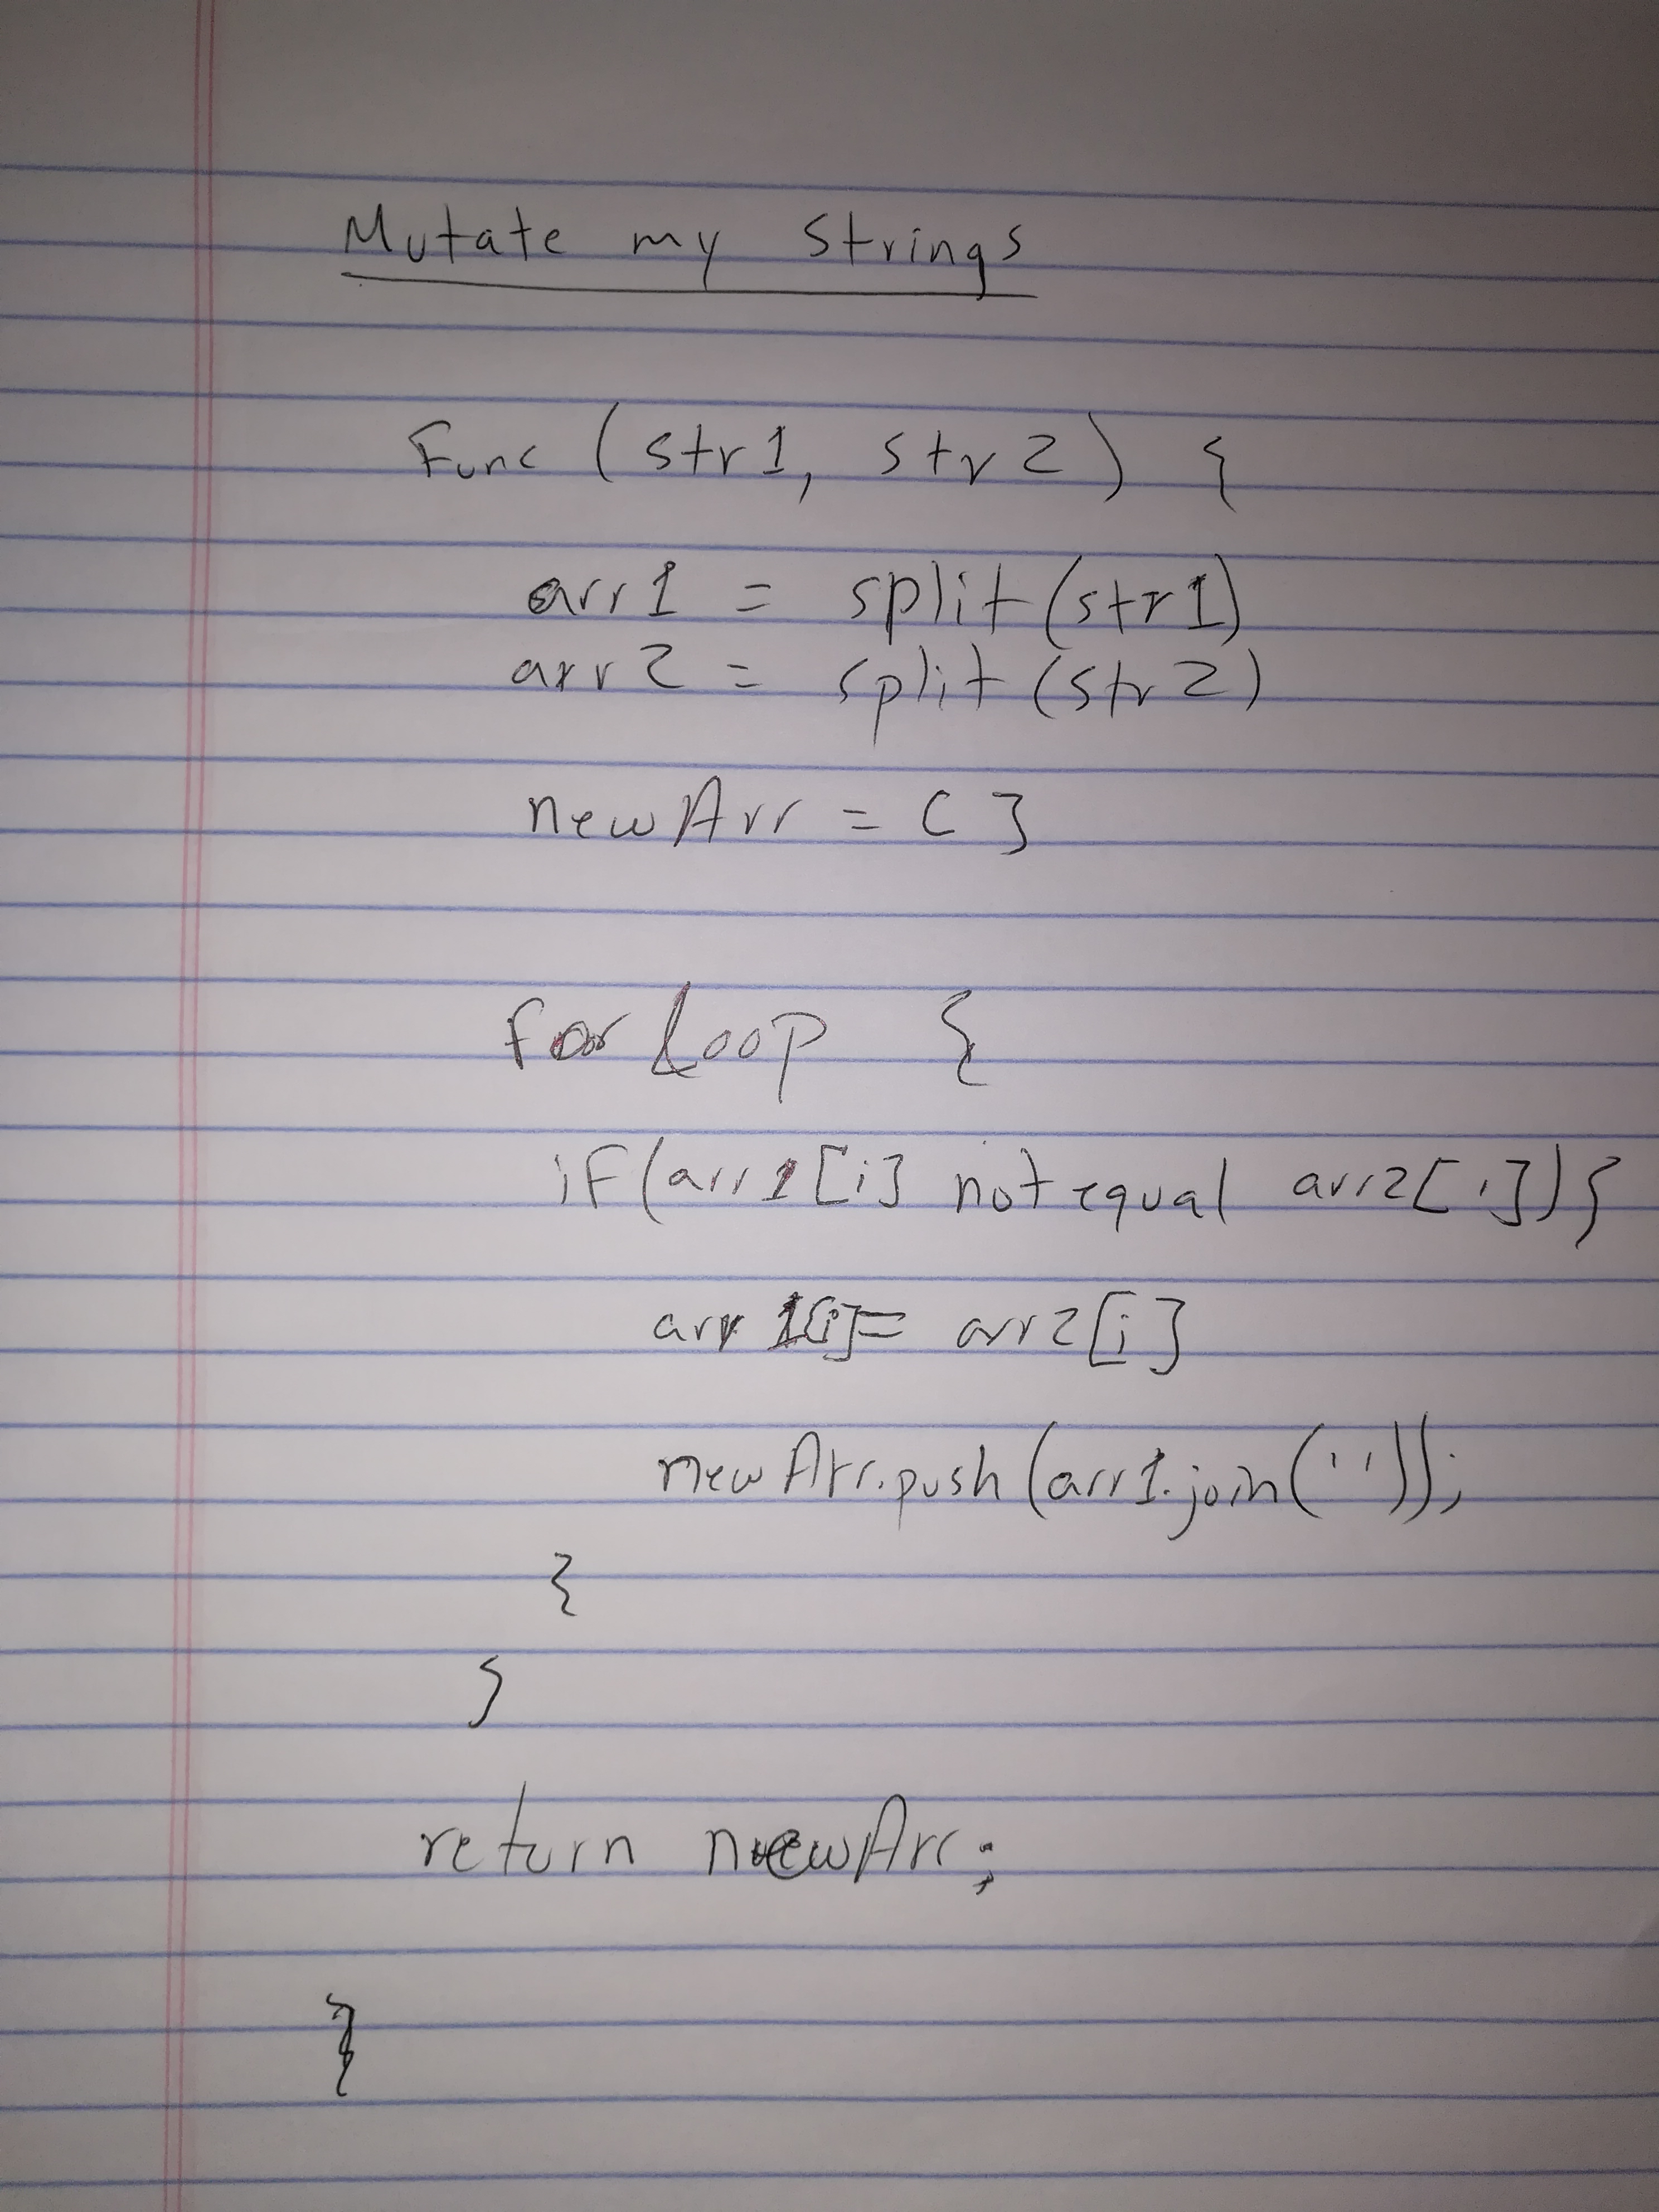 Mutate my strings
Func (str1, str2) {
arr1 = split(str1)
arr2 = split(str2)
newArr = [ ]
for loop {
if(arr1[i] not equal arr2[i]) {
arr1[i]= arr2[i]
newArr.push(arr1.join(''));
}
}
return newArr;
}